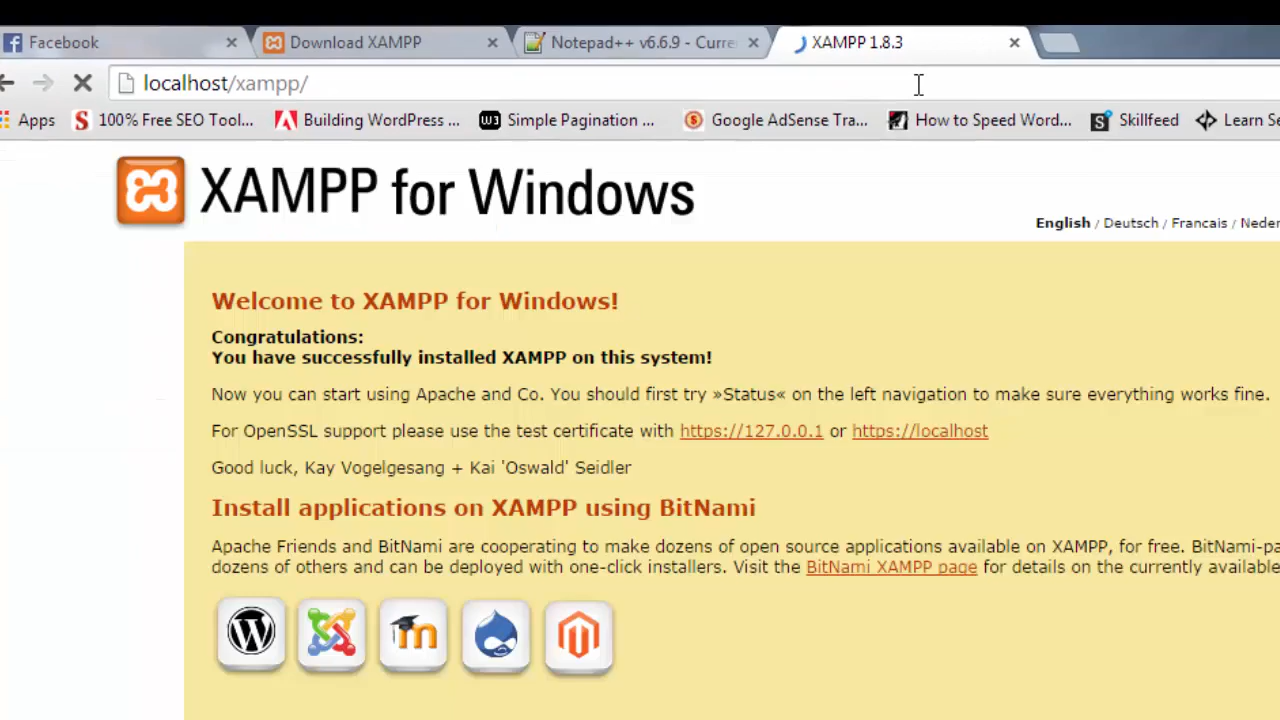 Facebook
Download XAMPP
Notepad++ v6.6.9 - Curre
XAMPP 1.8.3
localhost/xampp/
Apps
100% Free SEO Tool...
Building WordPress ...
Simple Pagination ...
Google AdSense Tra...
How to Speed Word...
Skillfeed
Learn Se
XAMPP for Windows
English / Deutsch / Francais / Neder
Welcome to XAMPP for Windows!
Congratulations:
You have successfully installed XAMPP on this system!
Now you can start using Apache and Co. You should first try »Status« on the left navigation to make sure everything works fine.
For OpenSSL support please use the test certificate with https://127.0.0.1 or https://localhost
Good luck, Kay Vogelgesang + Kai 'Oswald' Seidler
Install applications on XAMPP using BitNami
Apache Friends and BitNami are cooperating to make dozens of open source applications available on XAMPP, for free. BitNami-pa
dozens of others and can be deployed with one-click installers. Visit the BitNami XAMPP page for details on the currently available